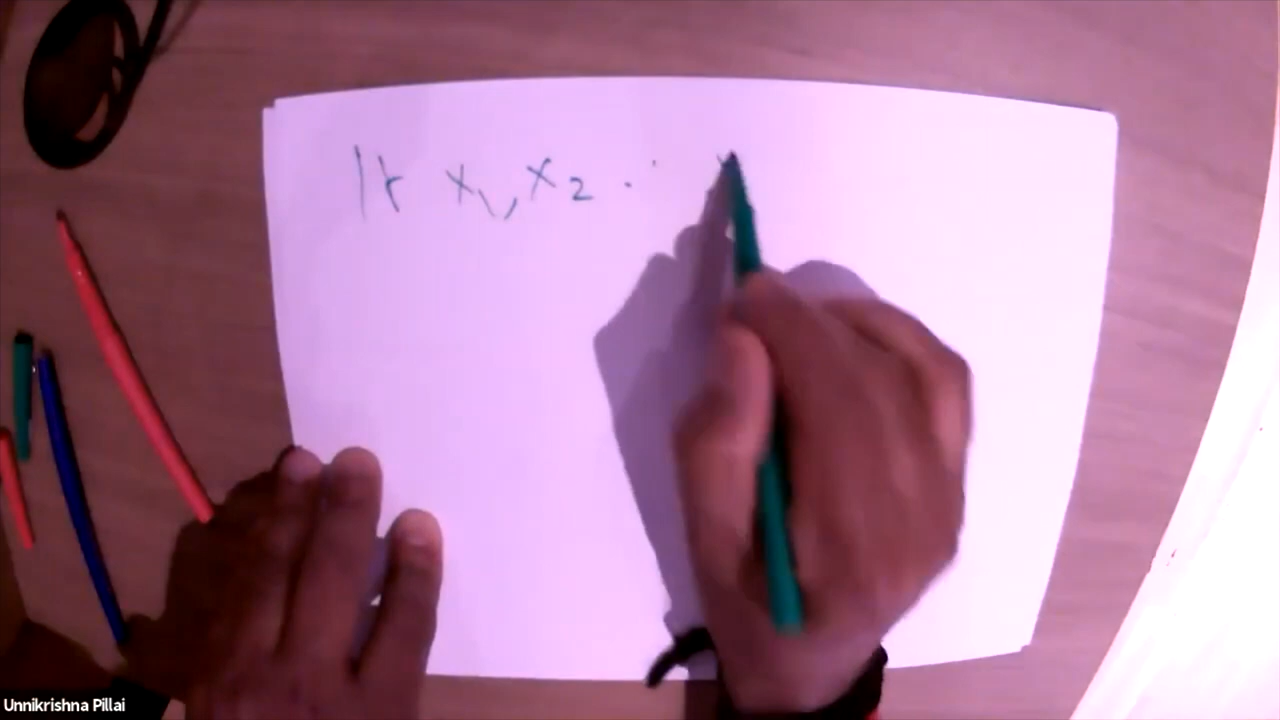 If x₁, x₂ . .
Unnikrishna Pillai